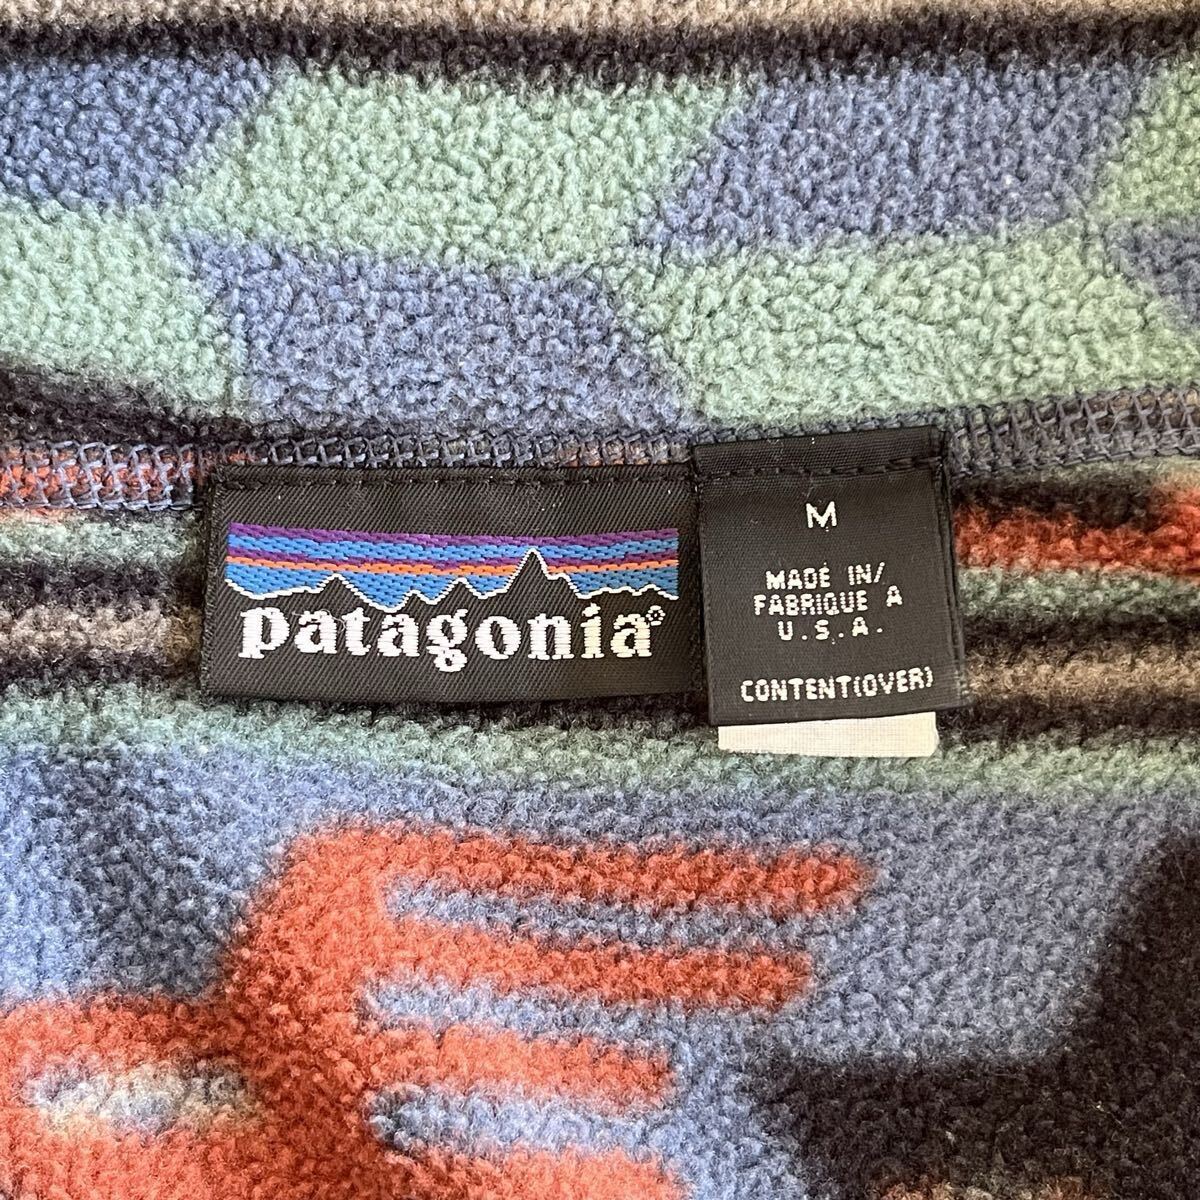 patagonia®
M
MADE IN/
FABRIQUE A
U.S.A.
CONTENT(OVER)